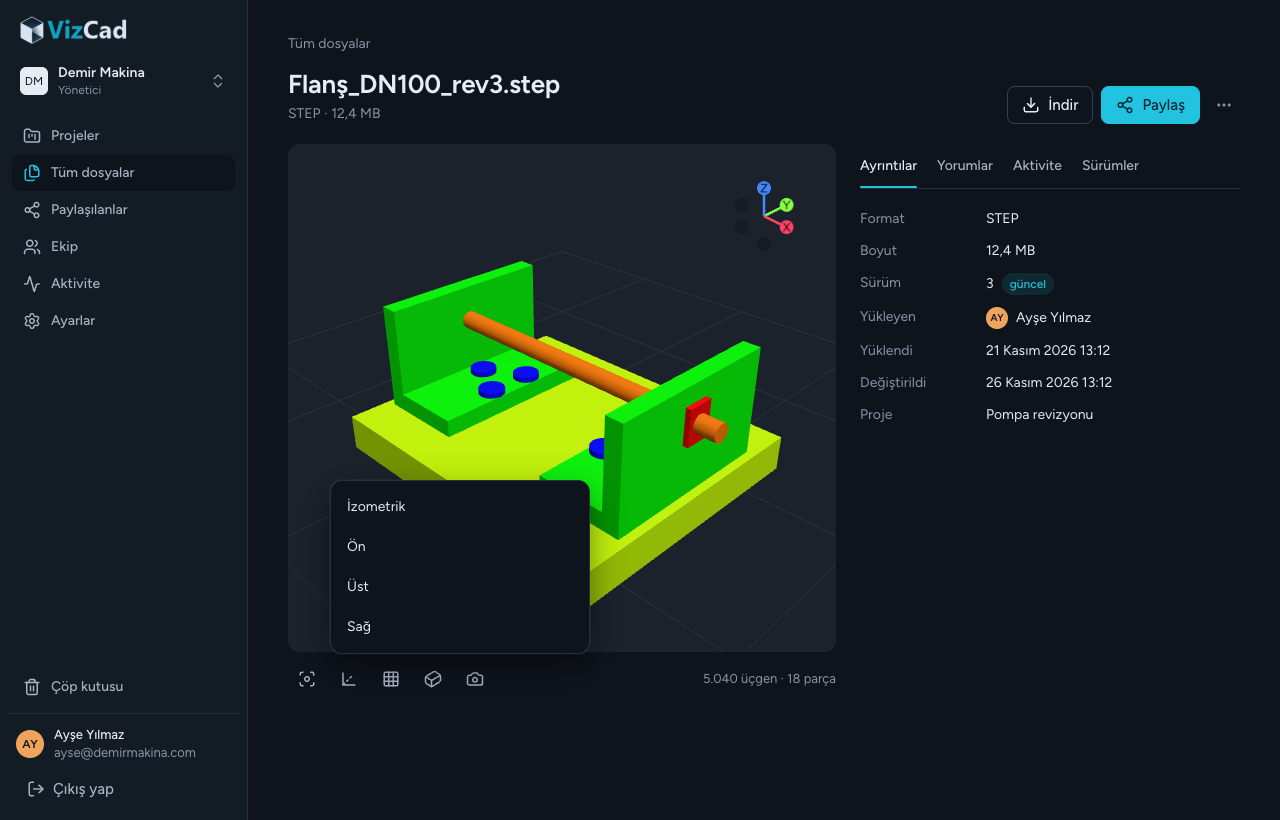 VizCad
DM
Demir Makina
Yönetici
Projeler
Tüm dosyalar
Paylaşılanlar
Ekip
Aktivite
Ayarlar
Çöp kutusu
AY
Ayşe Yılmaz
ayse@demirmakina.com
Çıkış yap
Tüm dosyalar
Flanş_DN100_rev3.step
STEP · 12,4 MB
İndir
Paylaş
Z
Y
X
İzometrik
Ön
Üst
Sağ
5.040 üçgen · 18 parça
Ayrıntılar Yorumlar Aktivite Sürümler
Format STEP
Boyut 12,4 MB
Sürüm 3 güncel
Yükleyen AY Ayşe Yılmaz
Yüklendi 21 Kasım 2026 13:12
Değiştirildi 26 Kasım 2026 13:12
Proje Pompa revizyonu